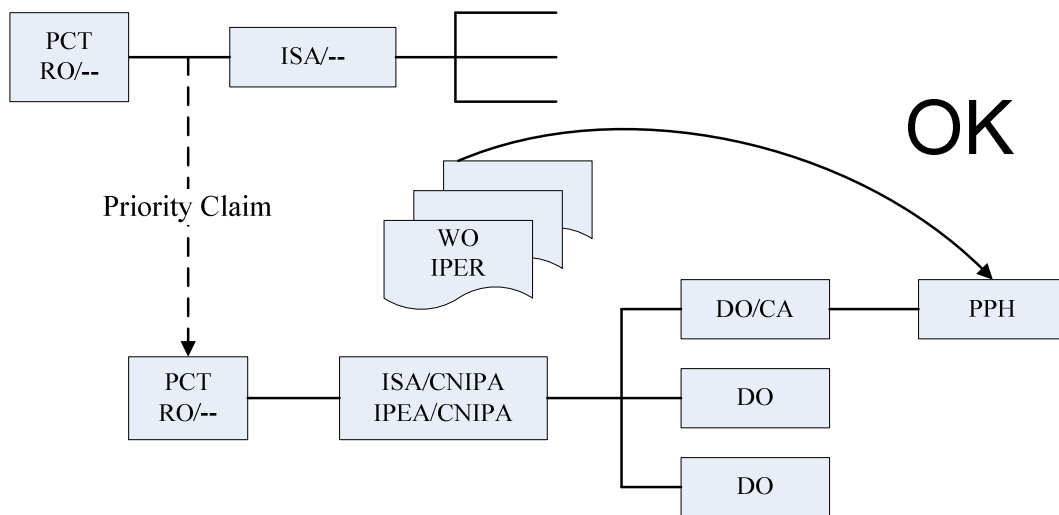 PCT
RO/--
ISA/--
OK
Priority Claim
WO
IPER
DO/CA
PPH
PCT
RO/--
ISA/CNIPA
IPEA/CNIPA
DO
DO